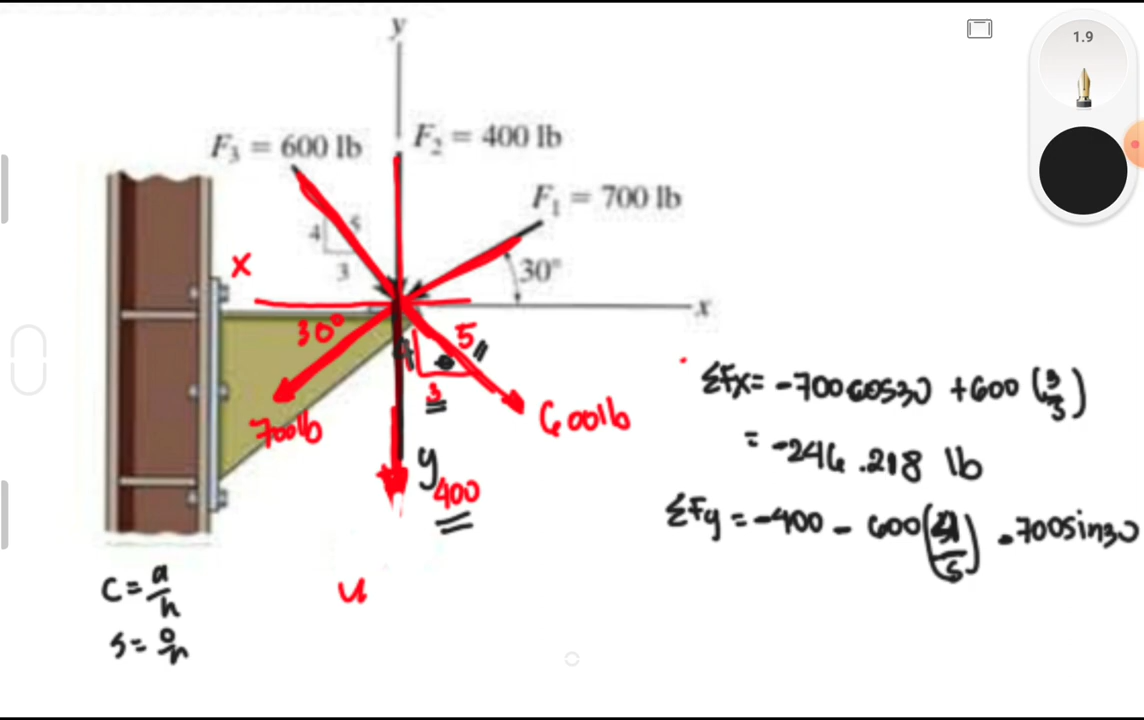 1.9
y
F₃ = 600 lb
F₂ = 400 lb
F₁ = 700 lb
5
4
3
30°
x
x
30°
700lb
4
5
3
600lb
y
400
ΣFx= -700cos30 +600 (3/5)
= -246.218 lb
ΣFy = -400 - 600(4/5) -700sin30
C = a/h
S = o/h
u